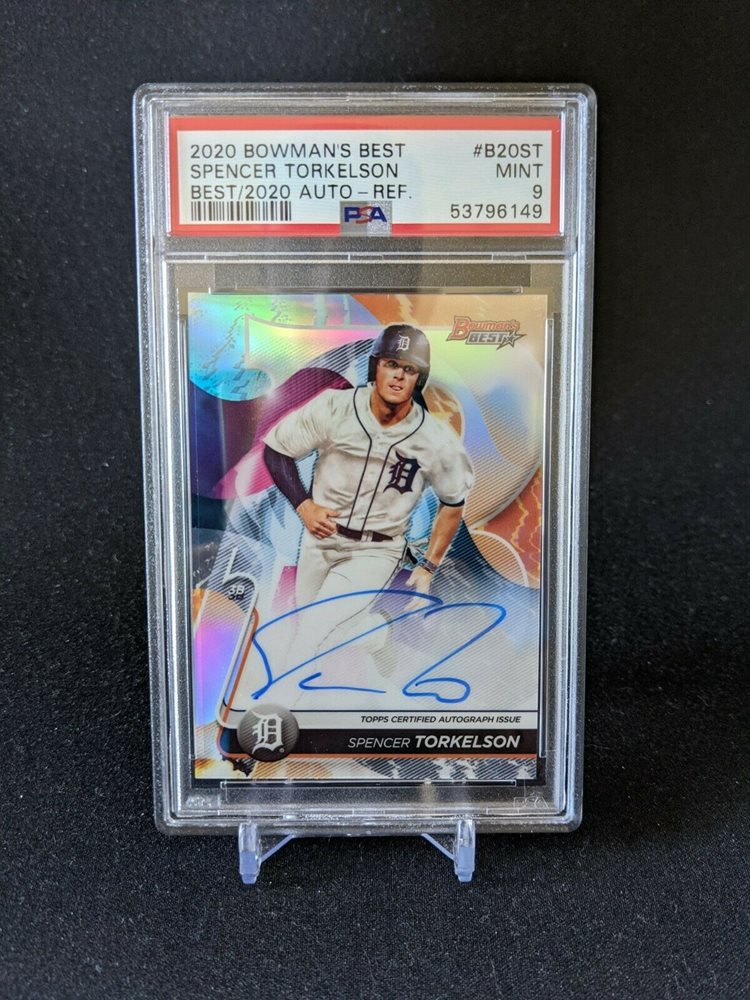 2020 BOWMAN'S BEST #B20ST
SPENCER TORKELSON MINT
BEST/2020 AUTO-REF. 9
PSA 53796149
Bowman's
BEST
D
D
3B
TOPPS CERTIFIED AUTOGRAPH ISSUE
D
SPENCER TORKELSON